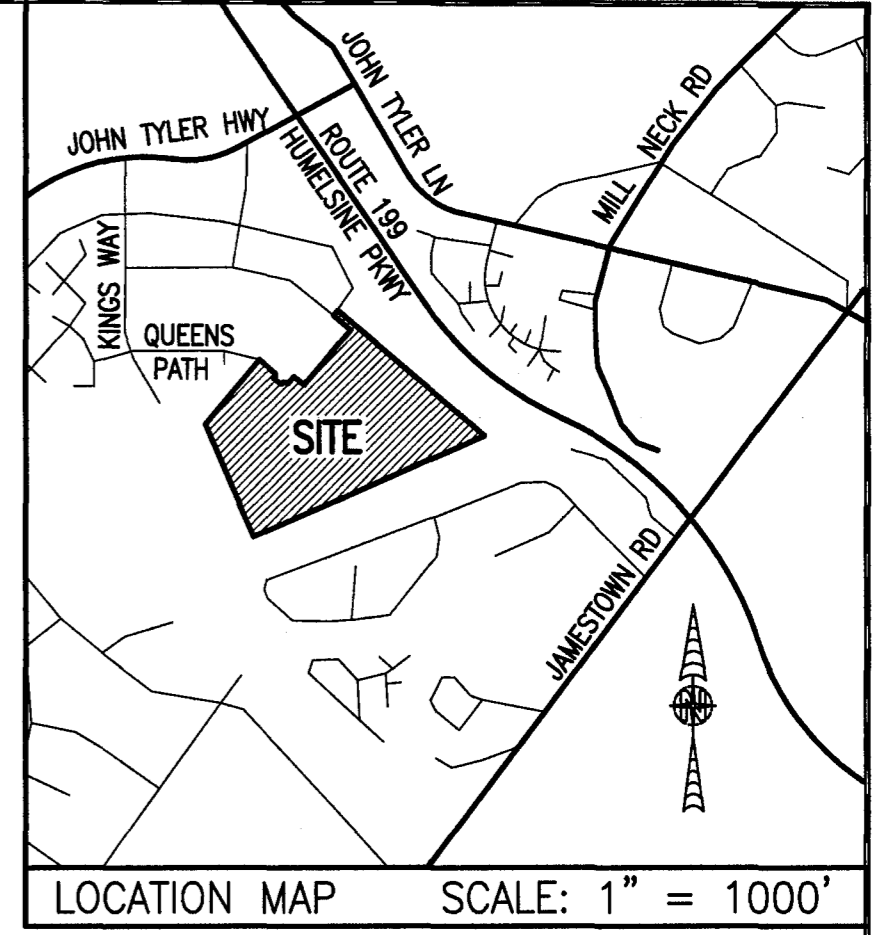 JOHN TYLER HWY
JOHN TYLER LN
ROUTE 199
HUMELSINE PKWY
MILL NECK RD
KINGS WAY
QUEENS
PATH
SITE
JAMESTOWN RD
N
LOCATION MAP SCALE: 1" = 1000'